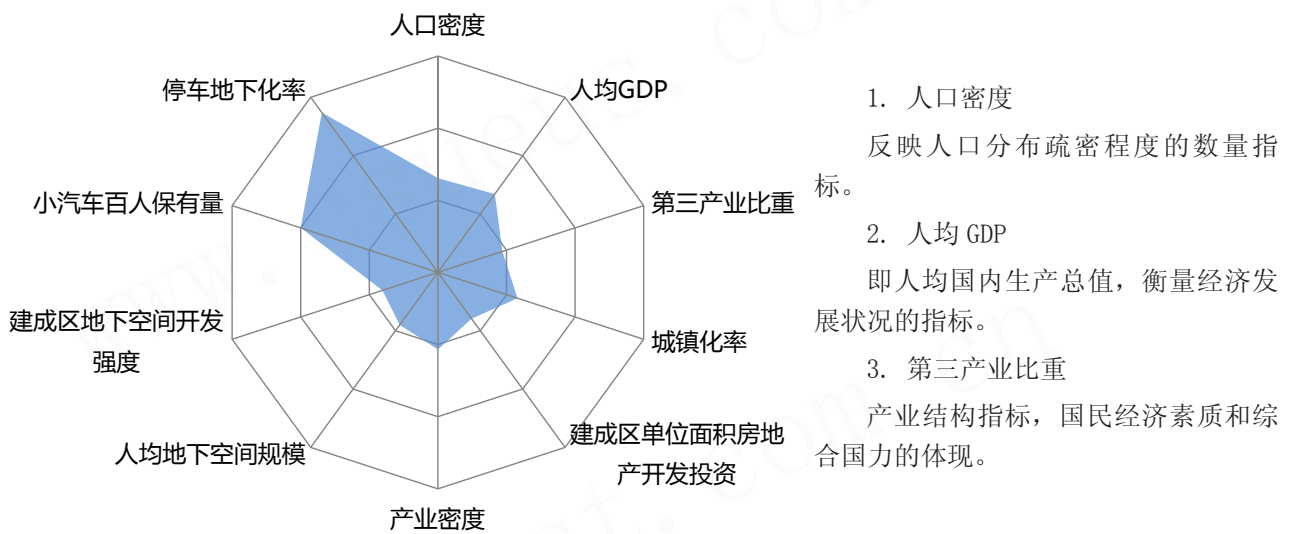 人口密度
停车地下化率
人均GDP
小汽车百人保有量
第三产业比重
建成区地下空间开发
强度
城镇化率
人均地下空间规模
建成区单位面积房地
产开发投资
产业密度
1. 人口密度
反映人口分布疏密程度的数量指
标。
2. 人均 GDP
即人均国内生产总值，衡量经济发
展状况的指标。
3. 第三产业比重
产业结构指标，国民经济素质和综
合国力的体现。